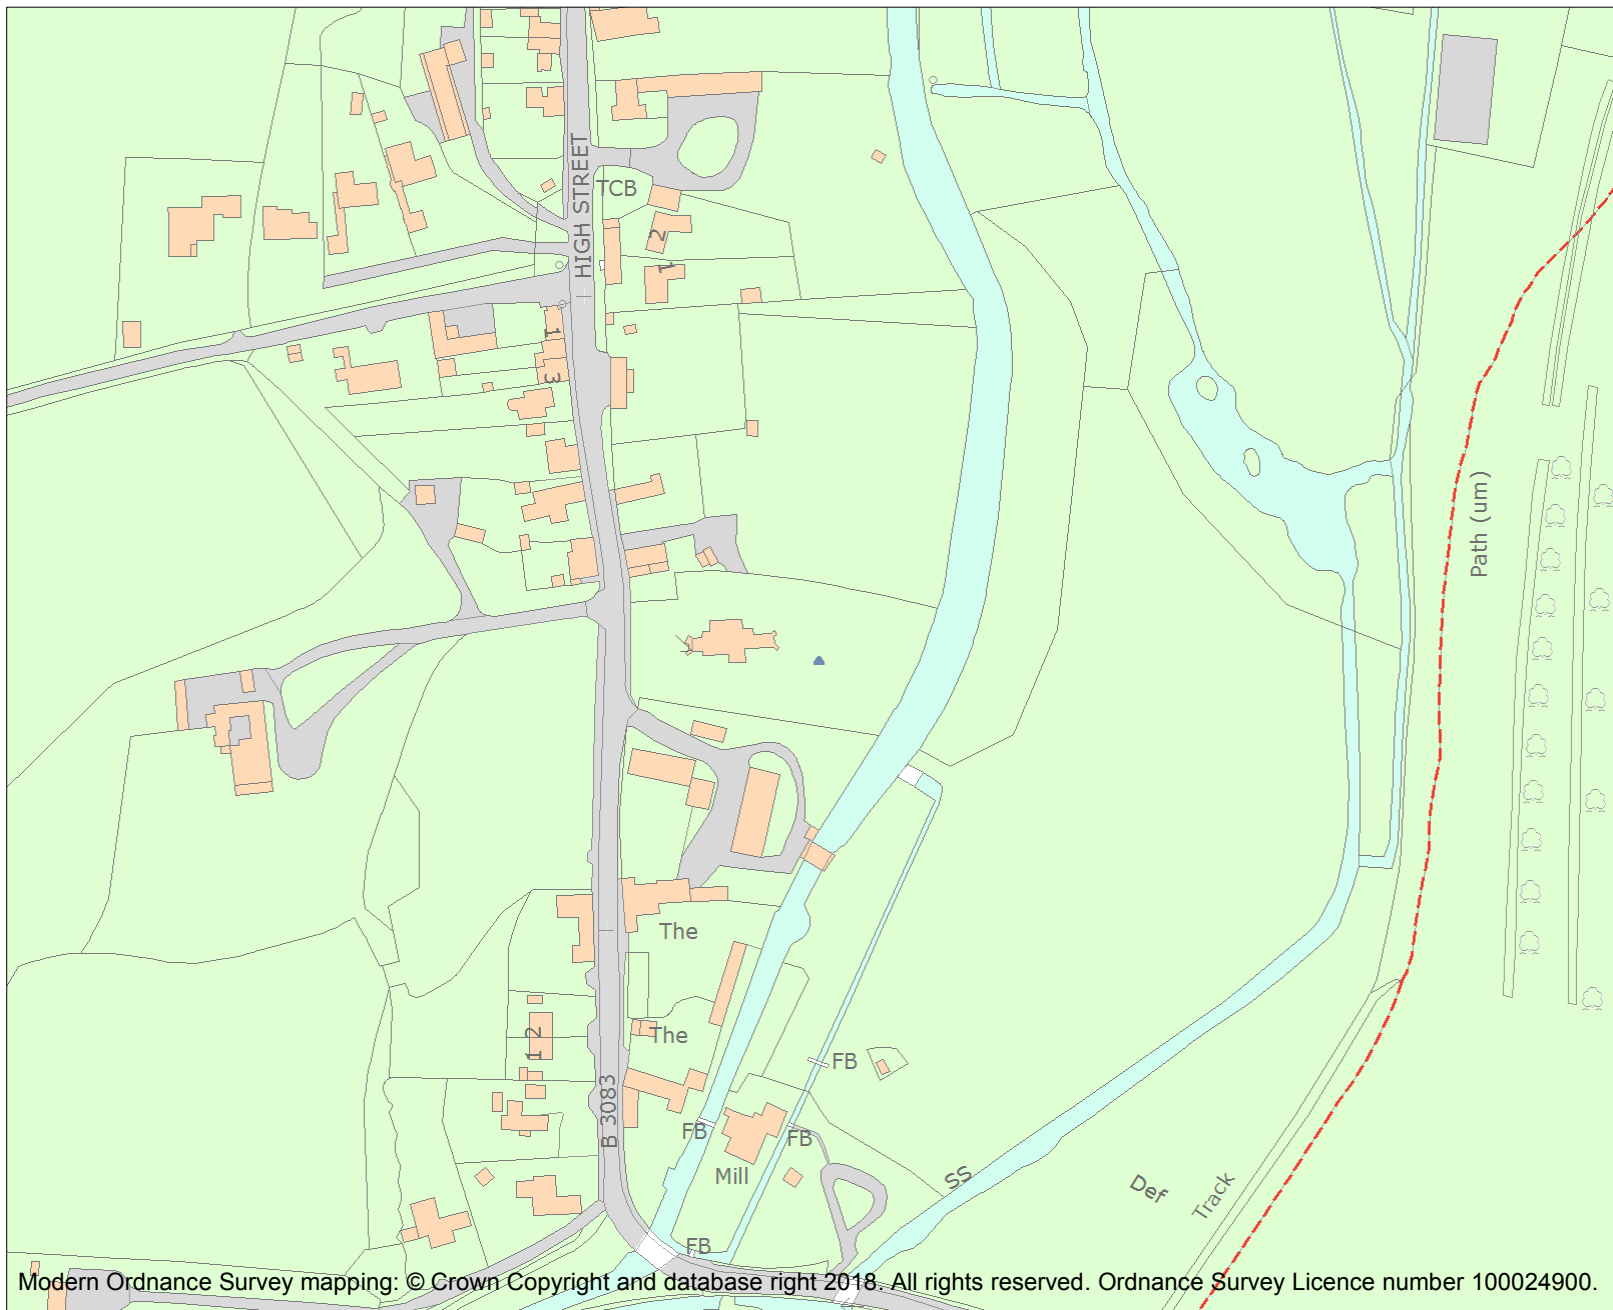 HIGH STREET
TCB
2
1
1
3
Path (um)
The
The
1 2
FB
B 3083
FB
FB
Mill
SS
Def
Track
FB
Modern Ordnance Survey mapping: © Crown Copyright and database right 2018. All rights reserved. Ordnance Survey Licence number 100024900.